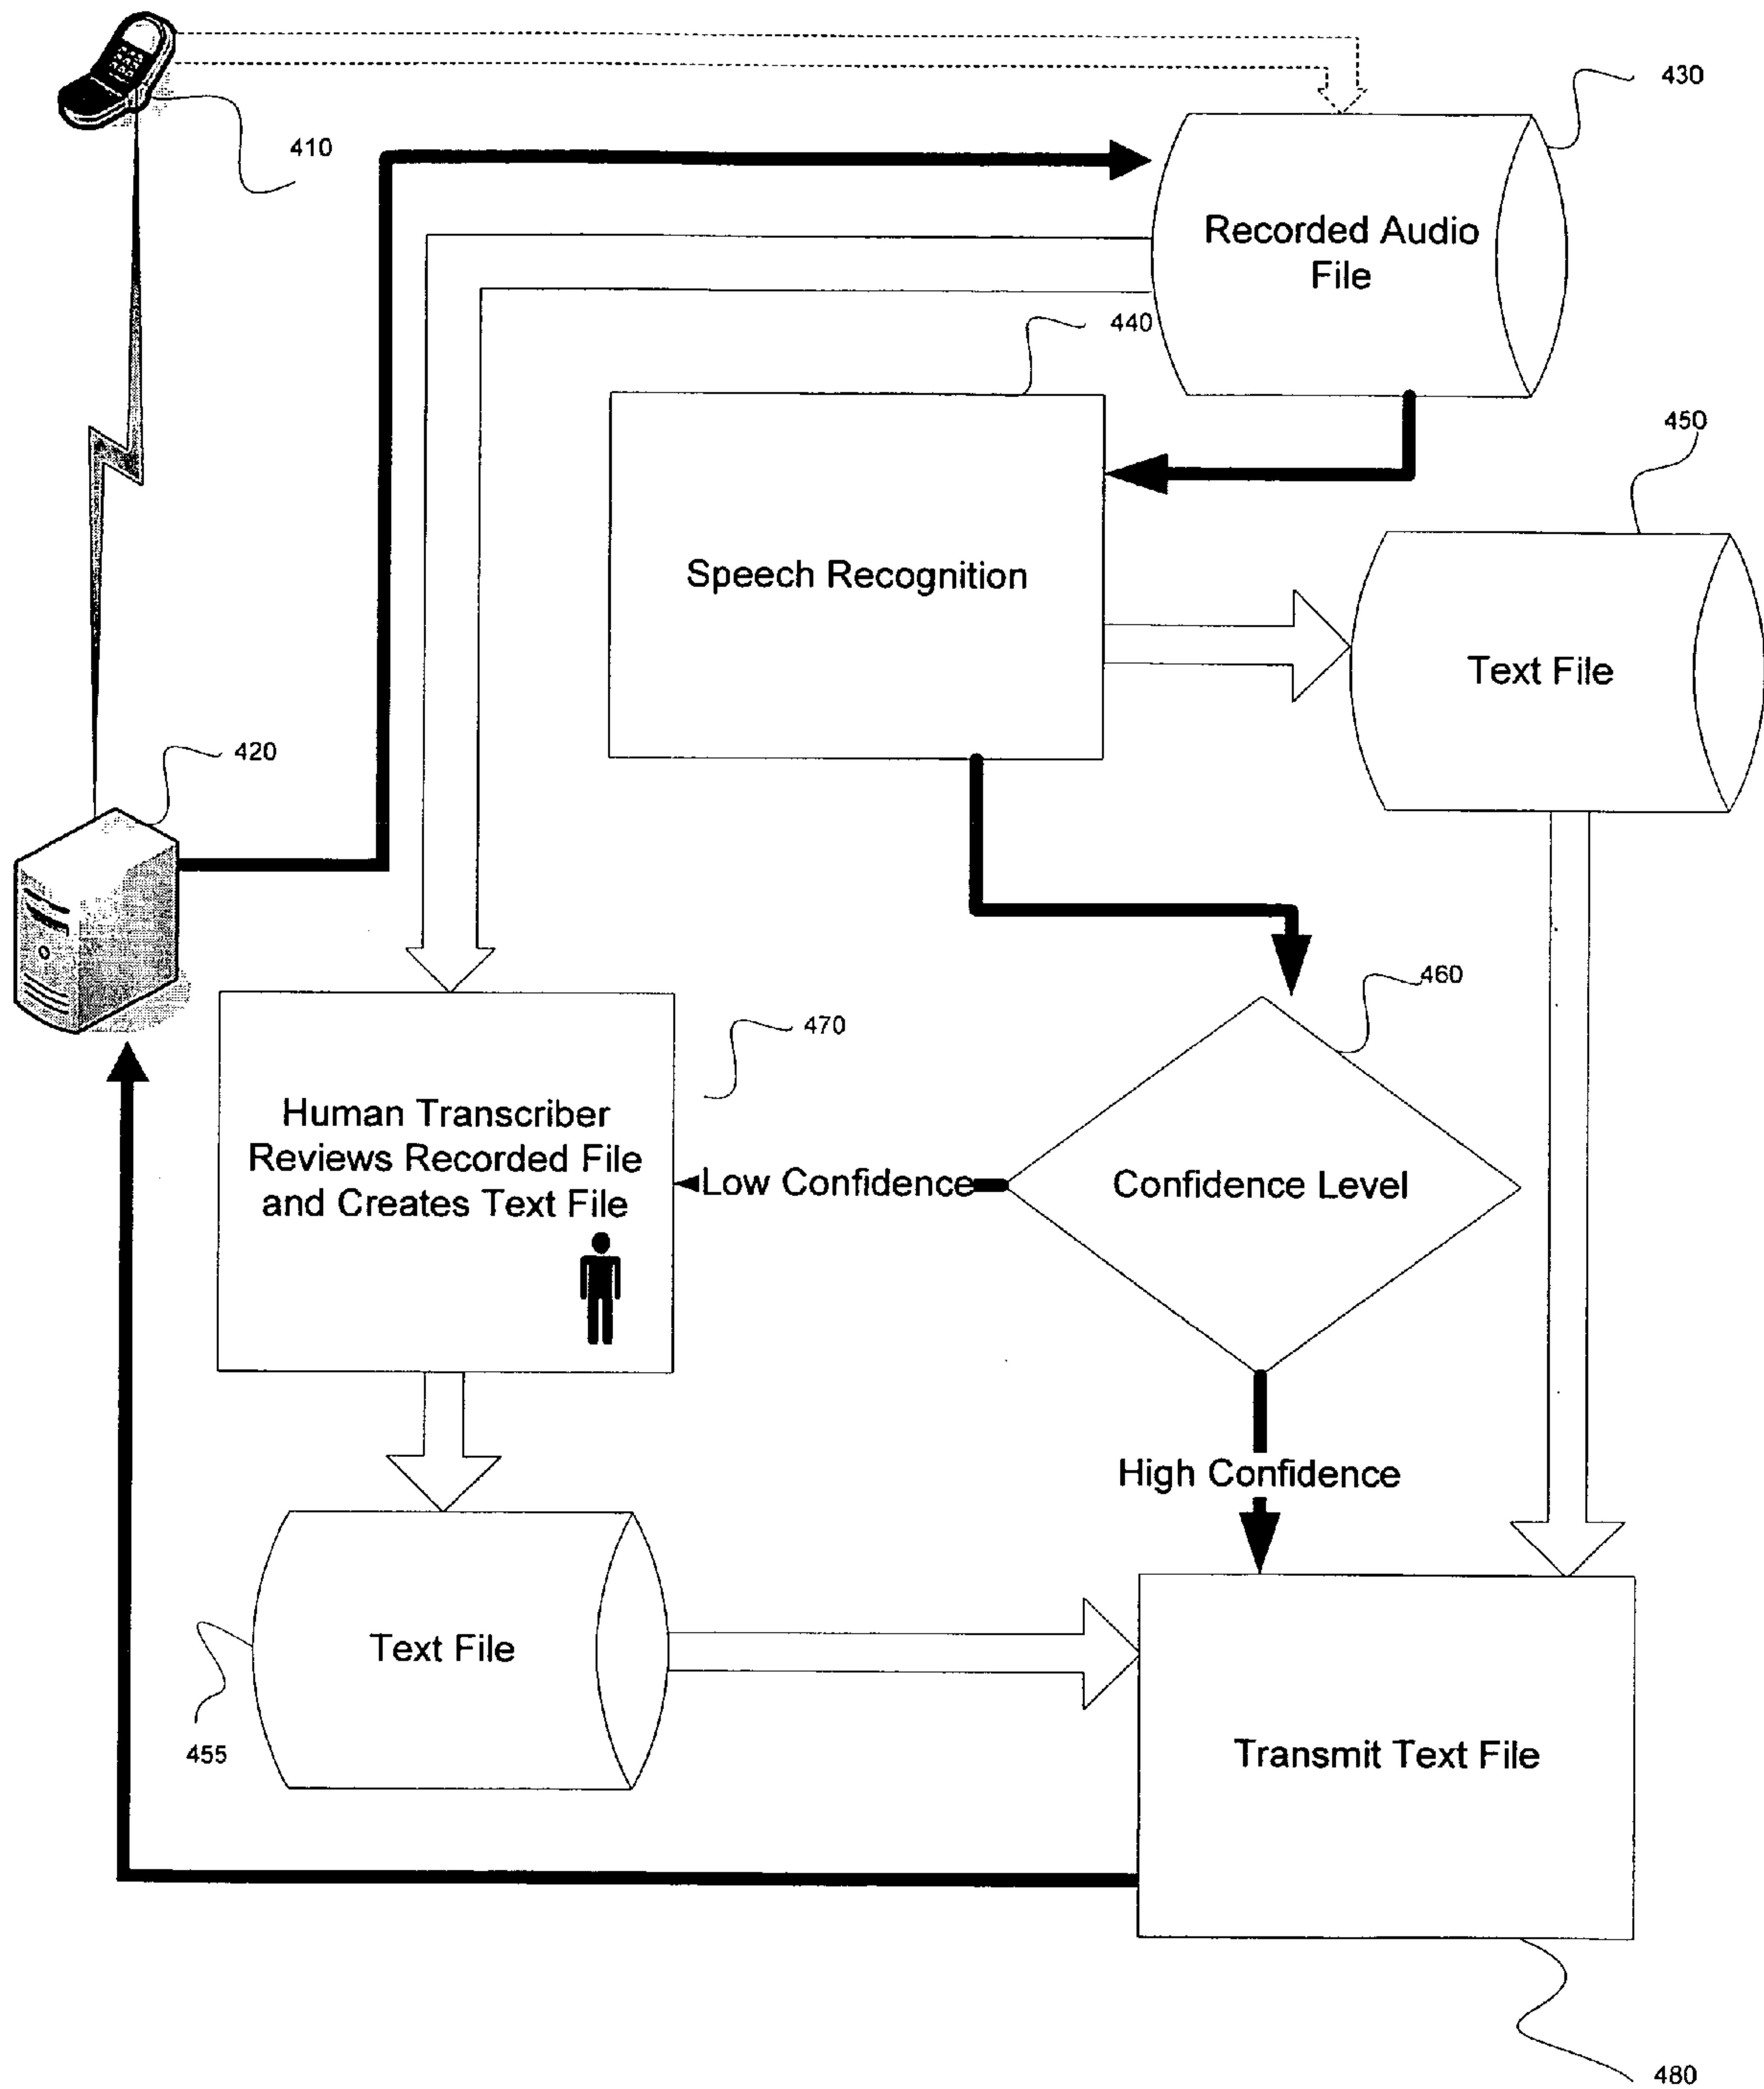 430
410
Recorded Audio
File
440
450
Speech Recognition
Text File
420
460
470
Human Transcriber
Reviews Recorded File
and Creates Text File
Low Confidence
Confidence Level
High Confidence
Text File
455
Transmit Text File
480